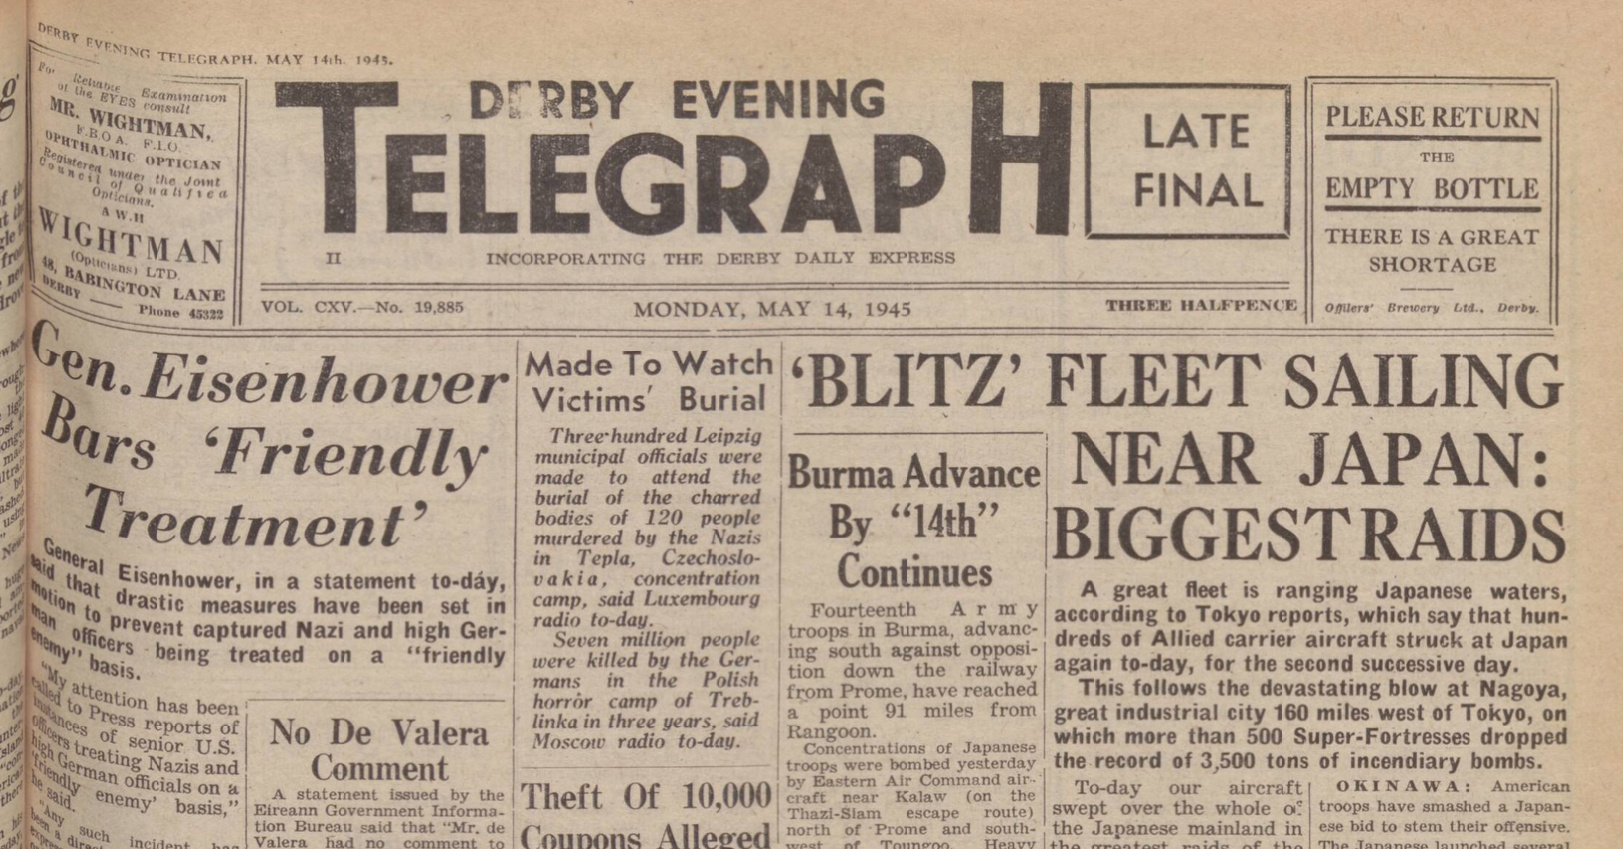 DERBY EVENING TELEGRAPH, MAY 14th, 1945.
For Reliable Examination
of the EYES consult
MR. WIGHTMAN,
F.B.O.A. F.I.O.
OPHTHALMIC OPTICIAN
Registered under the Joint
Council of Qualified
Opticians.
A W.H
WIGHTMAN
(Opticians) LTD.
48, BABINGTON LANE
DERBY — Phone 45322
DERBY EVENING
TELEGRAPH
II INCORPORATING THE DERBY DAILY EXPRESS
LATE
FINAL
PLEASE RETURN
THE
EMPTY BOTTLE
THERE IS A GREAT
SHORTAGE
Offilers' Brewery Ltd., Derby.
VOL. CXV.—No. 19,885 MONDAY, MAY 14, 1945 THREE HALFPENCE
Gen. Eisenhower
Bars 'Friendly
Treatment'
General Eisenhower, in a statement to-day,
said that drastic measures have been set in
motion to prevent captured Nazi and high Ger-
man officers being treated on a "friendly
enemy" basis.
"My attention has been
called to Press reports of
instances of senior U.S.
officers treating Nazis and
high German officials on a
'friendly enemy' basis,"
he said.
"Any such incident has
been a direct
No De Valera
Comment
A statement issued by the
Eireann Government Informa-
tion Bureau said that "Mr. de
Valera had no comment to
Made To Watch
Victims' Burial
Three hundred Leipzig
municipal officials were
made to attend the
burial of the charred
bodies of 120 people
murdered by the Nazis
in Tepla, Czechoslo-
vakia, concentration
camp, said Luxembourg
radio to-day.
Seven million people
were killed by the Ger-
mans in the Polish
horror camp of Treb-
linka in three years, said
Moscow radio to-day.
Theft Of 10,000
Coupons Alleged
'BLITZ' FLEET SAILING
NEAR JAPAN:
BIGGEST RAIDS
Burma Advance
By "14th"
Continues
Fourteenth Army
troops in Burma, advanc-
ing south against opposi-
tion down the railway
from Prome, have reached
a point 91 miles from
Rangoon.
Concentrations of Japanese
troops were bombed yesterday
by Eastern Air Command air-
craft near Kalaw (on the
Thazi-Siam escape route)
north of Prome and south-
west of Toungoo. Heavy
A great fleet is ranging Japanese waters,
according to Tokyo reports, which say that hun-
dreds of Allied carrier aircraft struck at Japan
again to-day, for the second successive day.
This follows the devastating blow at Nagoya,
great industrial city 160 miles west of Tokyo, on
which more than 500 Super-Fortresses dropped
the record of 3,500 tons of incendiary bombs.
To-day our aircraft
swept over the whole of
the Japanese mainland in
the greatest raids of the
OKINAWA: American
troops have smashed a Japan-
ese bid to stem their offensive.
The Japanese launched several